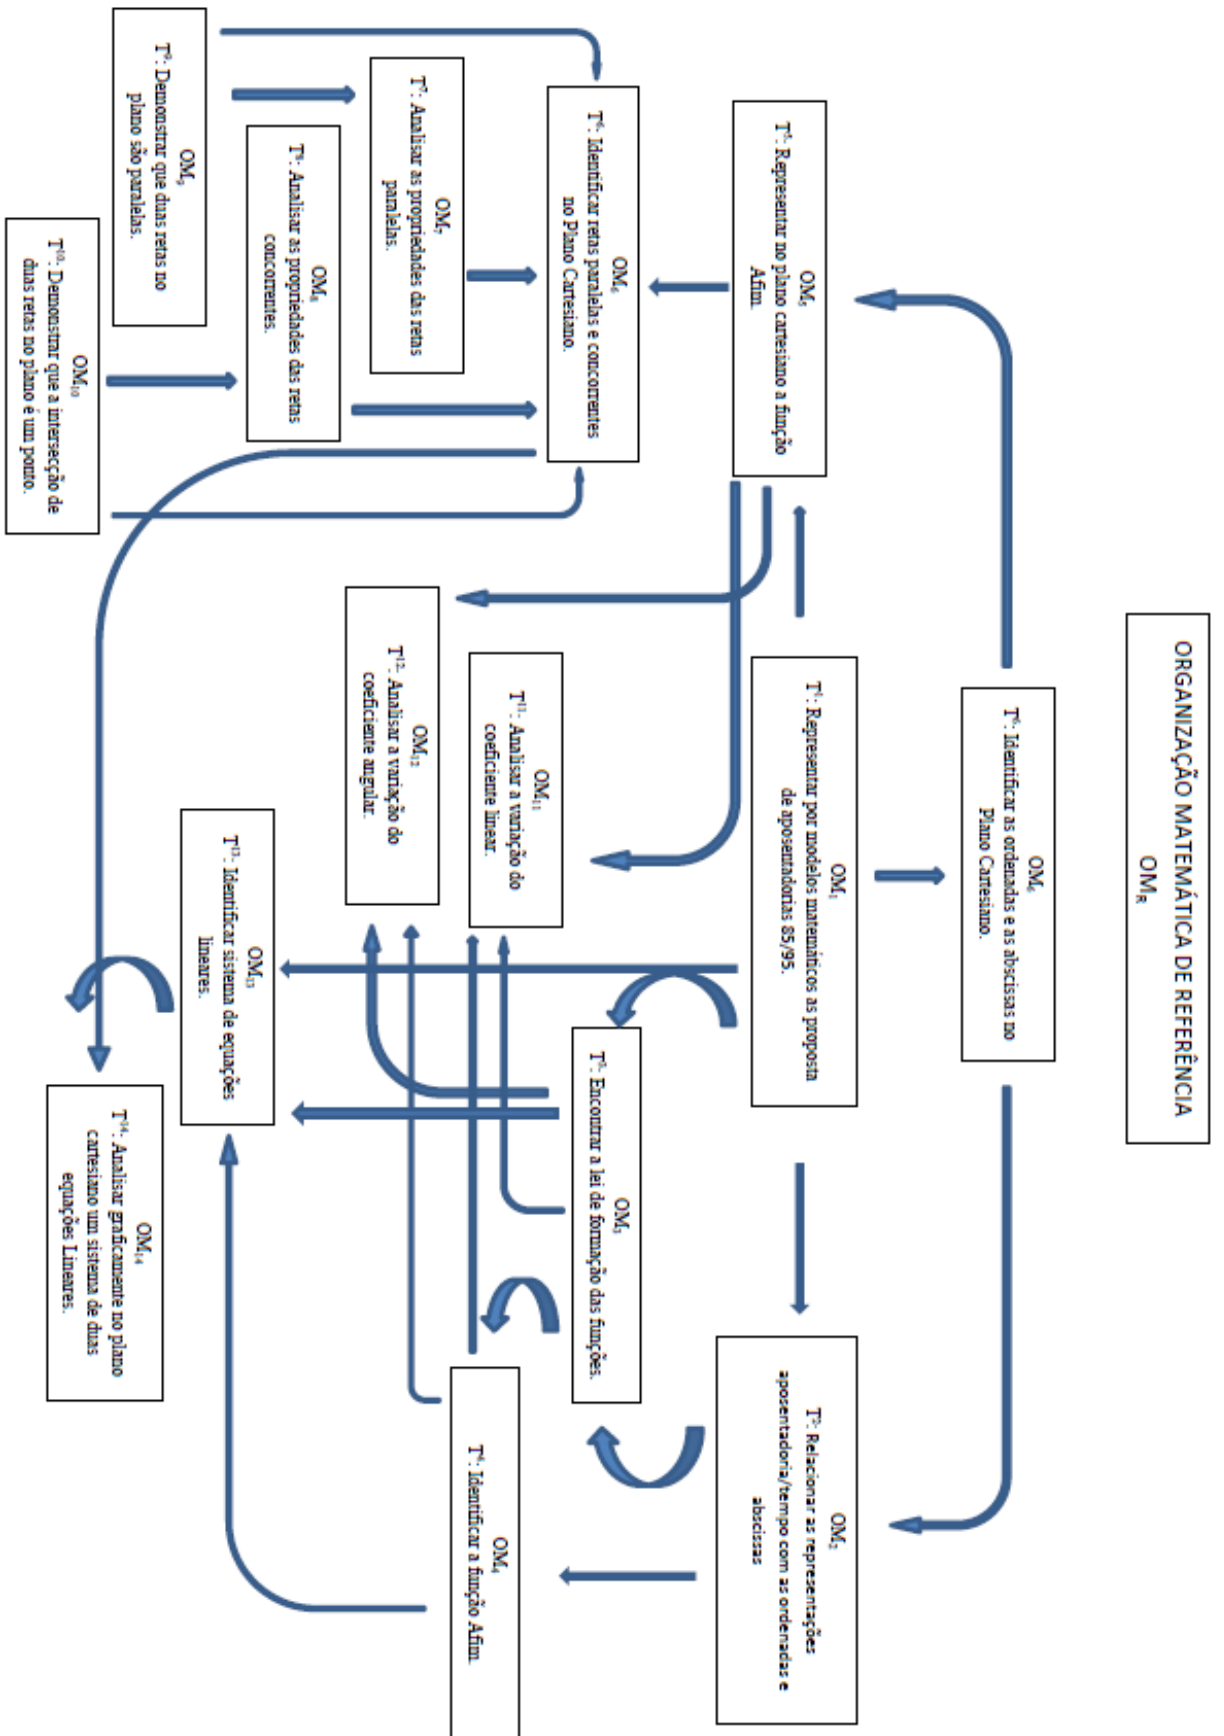 ORGANIZAÇÃO MATEMÁTICA DE REFERÊNCIA
OM_R
OM₆
T⁶: Identificar as ordenadas e as abscissas no
Plano Cartesiano.
OM₅
T⁵: Representar no plano cartesiano a função
Afim.
OM₁
T¹: Representar por modelos matemáticos as proposta
de aposentadorias 85/95.
OM₂
T²: Relacionar as representações
aposentadoria/tempo com as ordenadas e
abscissas
OM₆
T⁶: Identificar retas paralelas e concorrentes
no Plano Cartesiano.
OM₃
T³: Encontrar a lei de formação das funções.
OM₇
T⁷: Analisar as propriedades das retas
paralelas.
OM₁₁
T¹¹: Analisar a variação do
coeficiente linear.
OM₄
T⁴: Identificar a função Afim.
OM₈
T⁸: Analisar as propriedades das retas
concorrentes.
OM₁₂
T¹²: Analisar a variação do
coeficiente angular.
OM₉
T⁹: Demonstrar que duas retas no
plano são paralelas.
OM₁₃
T¹³: Identificar sistema de equações
lineares.
OM₁₀
T¹⁰: Demonstrar que a intersecção de
duas retas no plano é um ponto.
OM₁₄
T¹⁴: Analisar graficamente no plano
cartesiano um sistema de duas
equações Lineares.